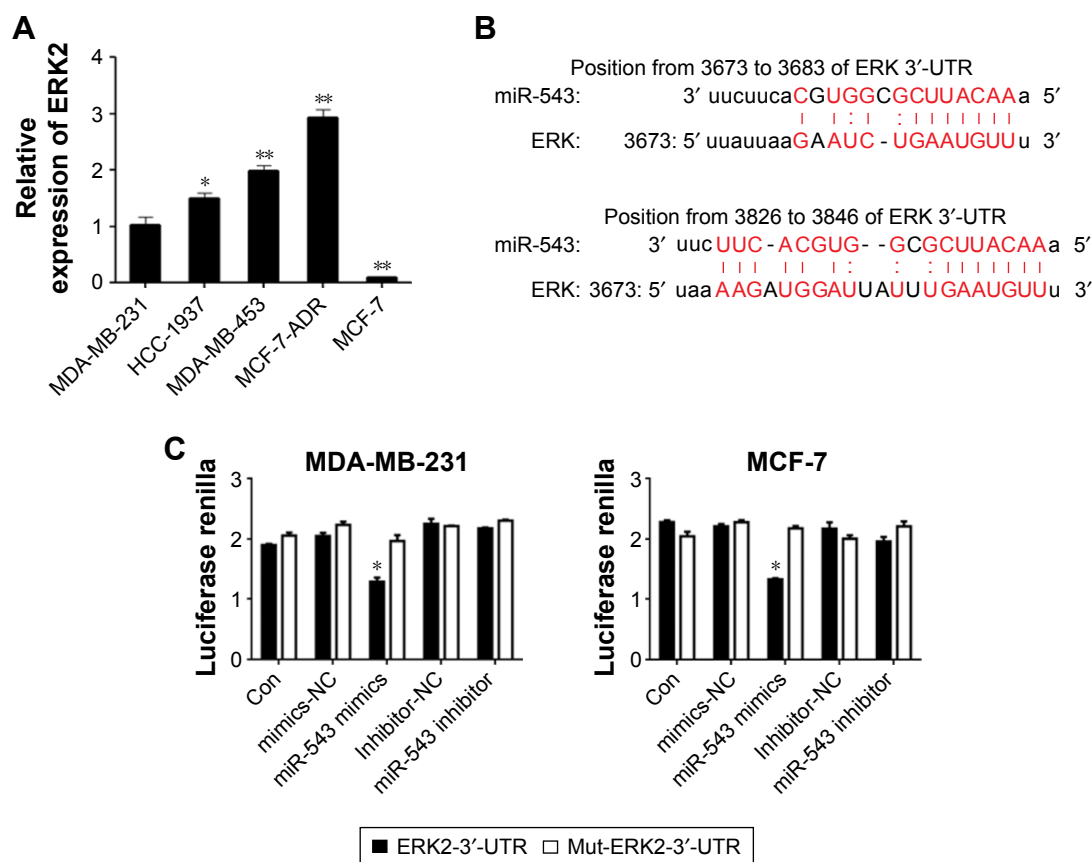 A
Relative
expression of ERK2
4
3
2
1
0
*
**
**
**
MDA-MB-231
HCC-1937
MDA-MB-453
MCF-7-ADR
MCF-7
B
Position from 3673 to 3683 of ERK 3′-UTR
miR-543: 3′ uucuucaCGUGGCGCUUACAAa 5′
ERK: 3673: 5′ uuauuaaGAAUC-UGAAUGUUu 3′
Position from 3826 to 3846 of ERK 3′-UTR
miR-543: 3′ uucUUC-ACGUG--GCGCUUACAAa 5′
ERK: 3673: 5′ uaaAAGAUGGAUUAUUUGAAUGUUu 3′
C
MDA-MB-231
Luciferase renilla
3
2
1
0
*
Con
mimics-NC
miR-543 mimics
Inhibitor-NC
miR-543 inhibitor
MCF-7
Luciferase renilla
3
2
1
0
*
Con
mimics-NC
miR-543 mimics
Inhibitor-NC
miR-543 inhibitor
ERK2-3′-UTR Mut-ERK2-3′-UTR